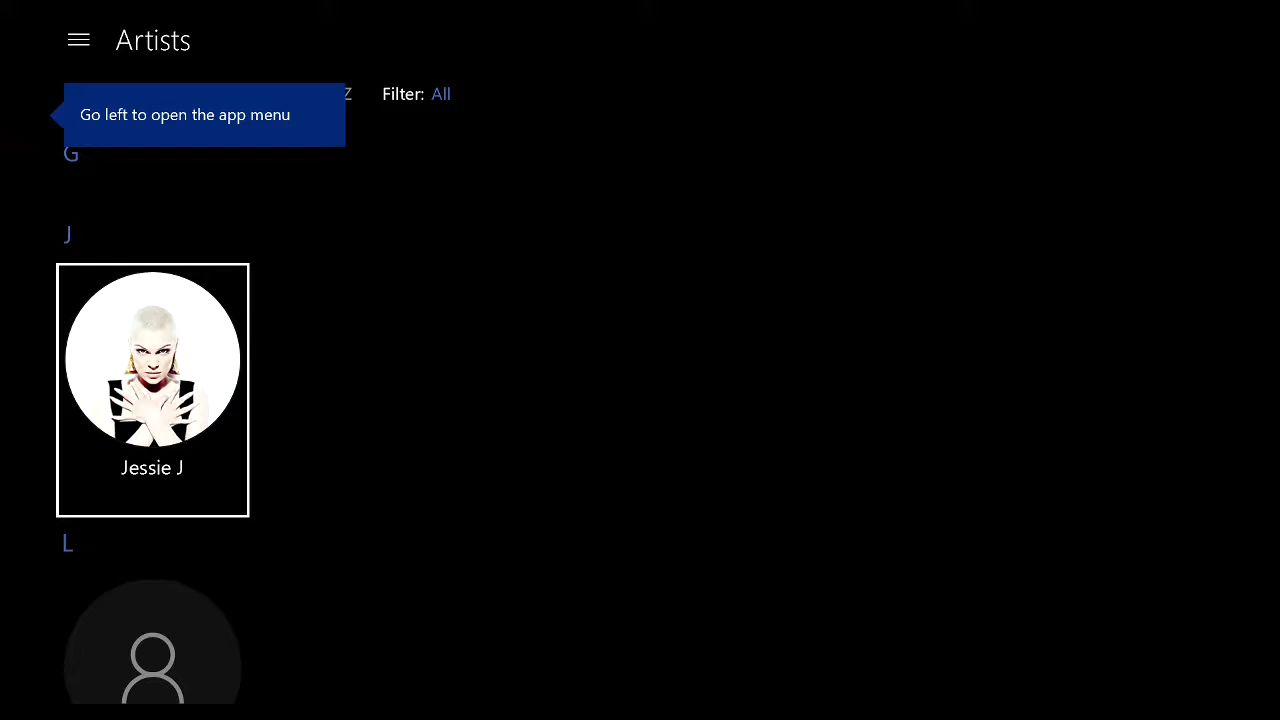 Artists
Z Filter: All
Go left to open the app menu
G
J
Jessie J
L